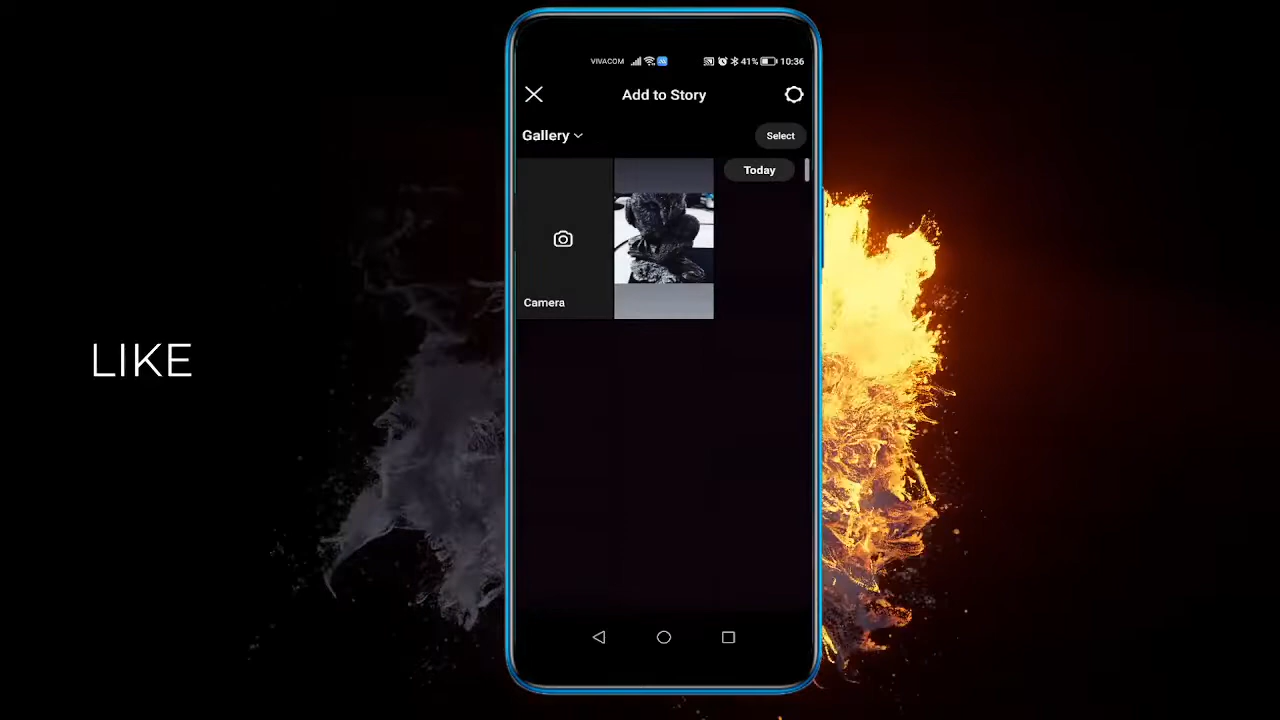 VIVACOM 41% 10:36
Add to Story
Gallery
Select
Today
Camera
LIKE